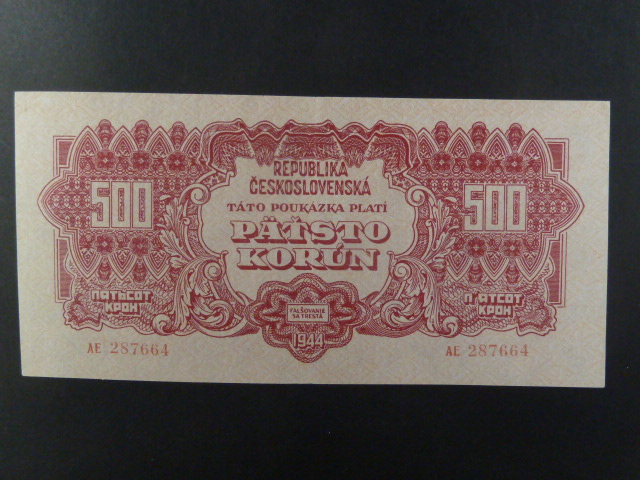 REPUBLIKA
ČESKOSLOVENSKÁ
TÁTO POUKÁZKA PLATÍ
500
PÄŤSTO
KORÚN
500
ПЯТЬСОТ
КРОН
FALŠOVANIE
SA TRESTÁ
1944
П'ЯТСОТ
КРОН
AE 287664
AE 287664